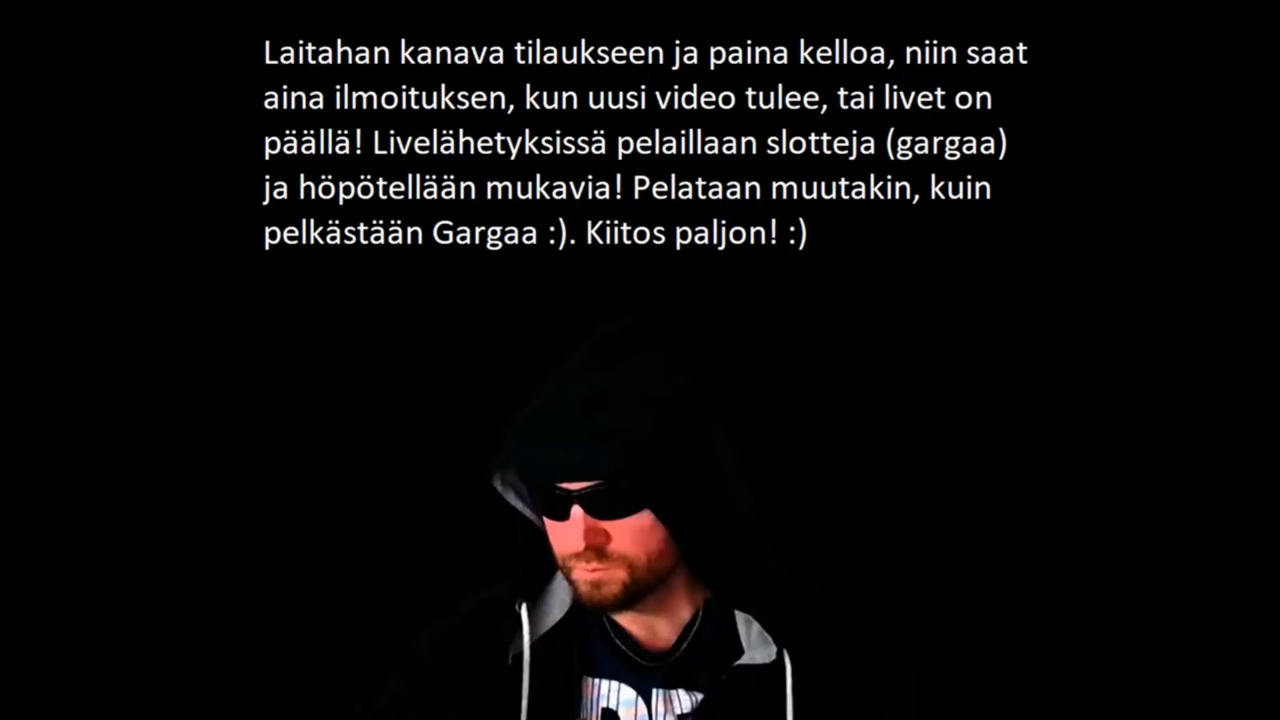 Laitahan kanava tilaukseen ja paina kelloa, niin saat
aina ilmoituksen, kun uusi video tulee, tai livet on
päällä! Livelähetyksissä pelaillaan slotteja (gargaa)
ja höpötellään mukavia! Pelataan muutakin, kuin
pelkästään Gargaa :). Kiitos paljon! :)